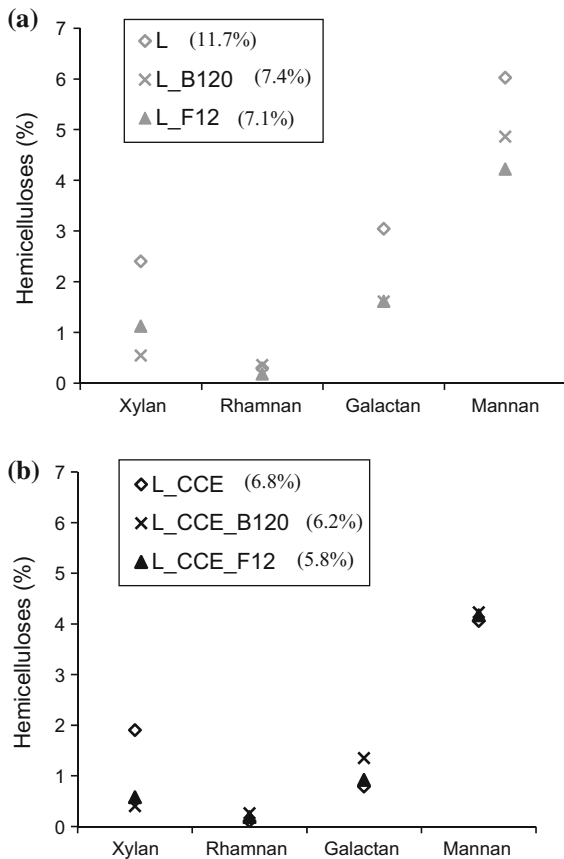 (a)
7
6
5
4
3
2
1
0
Hemicelluloses (%)
L (11.7%)
L_B120 (7.4%)
L_F12 (7.1%)
Xylan Rhamnan Galactan Mannan
(b)
7
6
5
4
3
2
1
0
Hemicelluloses (%)
L_CCE (6.8%)
L_CCE_B120 (6.2%)
L_CCE_F12 (5.8%)
Xylan Rhamnan Galactan Mannan